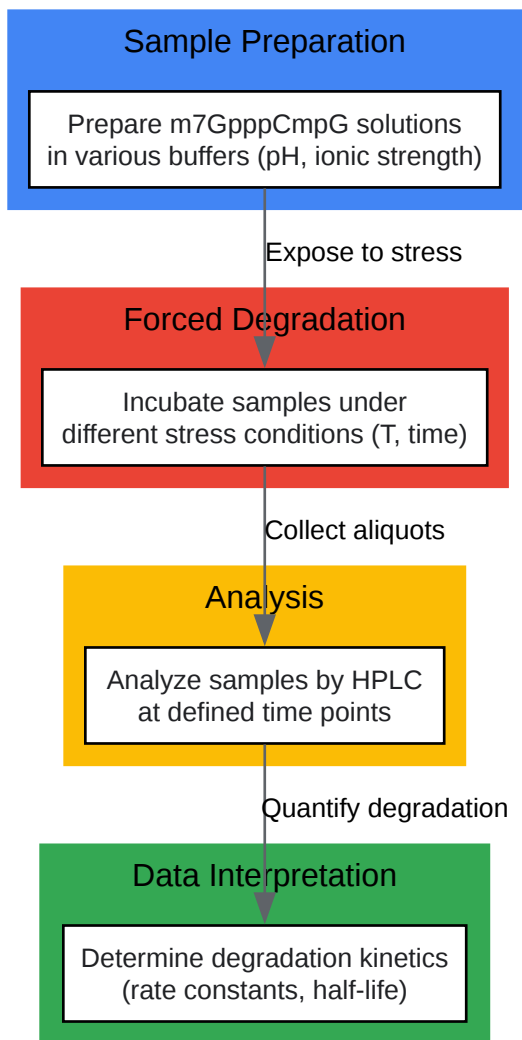 Sample Preparation
Prepare m7GpppCmpG solutions
in various buffers (pH, ionic strength)
Expose to stress
Forced Degradation
Incubate samples under
different stress conditions (T, time)
Collect aliquots
Analysis
Analyze samples by HPLC
at defined time points
Quantify degradation
Data Interpretation
Determine degradation kinetics
(rate constants, half-life)